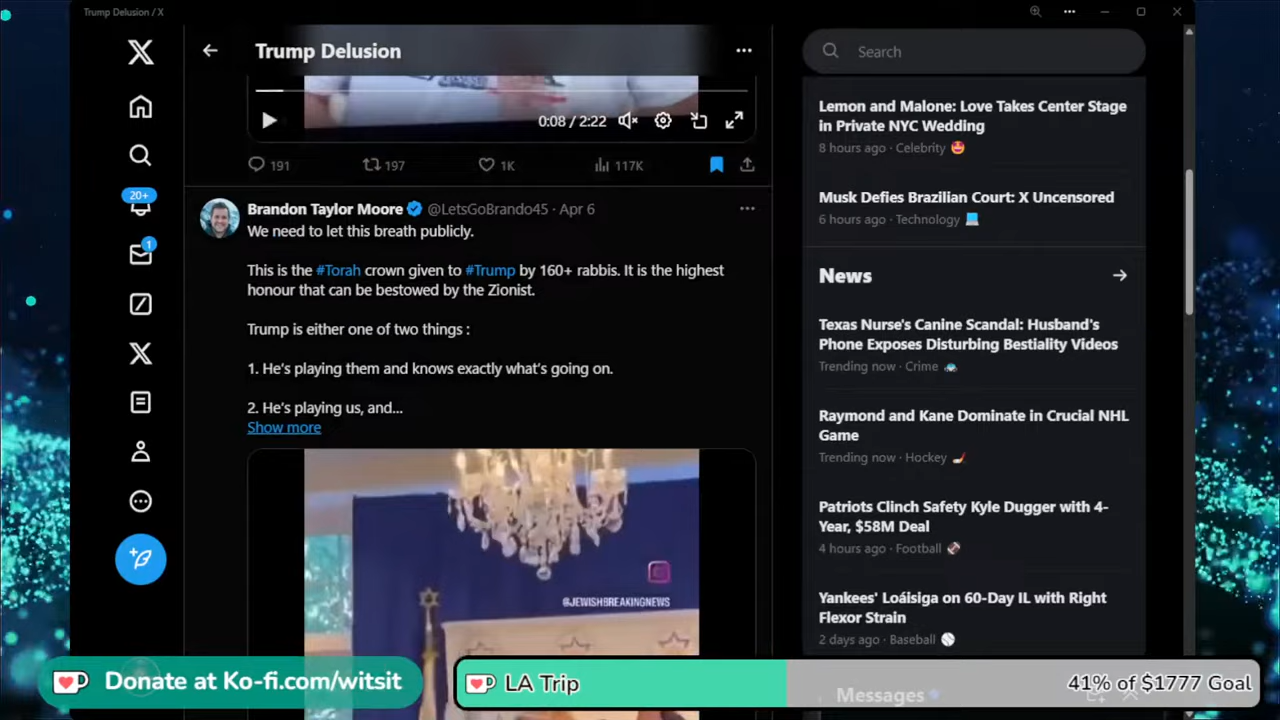 Trump Delusion / X
Trump Delusion
0:08 / 2:22
191
197
1K
117K
20+
1
Brandon Taylor Moore @LetsGoBrando45 · Apr 6
We need to let this breath publicly.
This is the #Torah crown given to #Trump by 160+ rabbis. It is the highest
honour that can be bestowed by the Zionist.
Trump is either one of two things :
1. He's playing them and knows exactly what's going on.
2. He's playing us, and...
Show more
@JEWISHBREAKINGNEWS
Search
Lemon and Malone: Love Takes Center Stage
in Private NYC Wedding
8 hours ago · Celebrity
Musk Defies Brazilian Court: X Uncensored
6 hours ago · Technology
News
Texas Nurse's Canine Scandal: Husband's
Phone Exposes Disturbing Bestiality Videos
Trending now · Crime
Raymond and Kane Dominate in Crucial NHL
Game
Trending now · Hockey
Patriots Clinch Safety Kyle Dugger with 4-
Year, $58M Deal
4 hours ago · Football
Yankees' Loáisiga on 60-Day IL with Right
Flexor Strain
2 days ago · Baseball
Messages
Donate at Ko-fi.com/witsit
LA Trip
41% of $1777 Goal